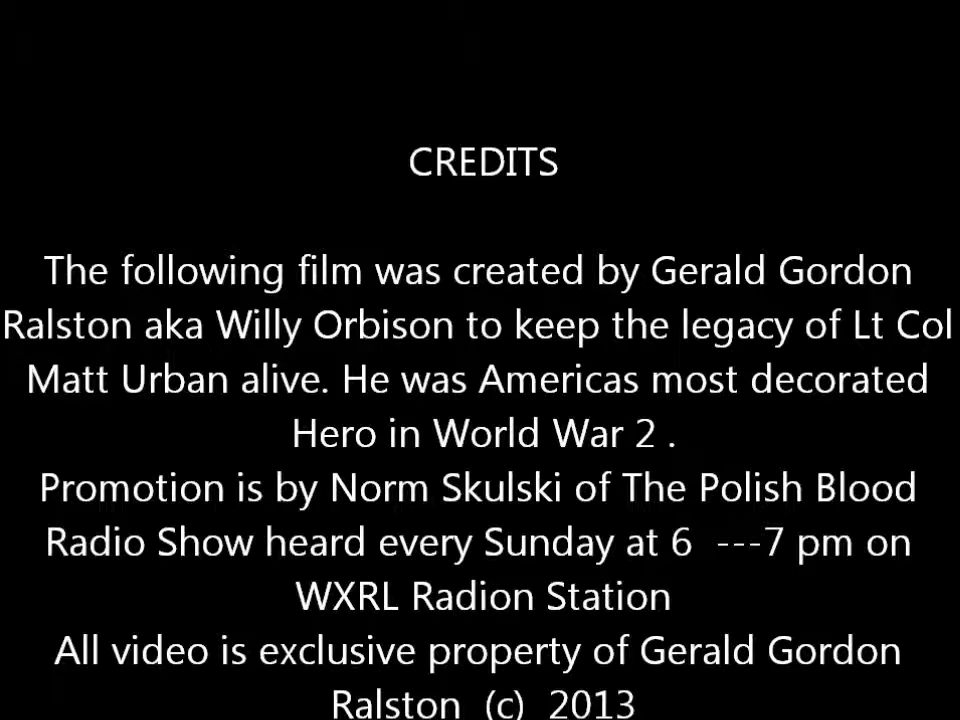 CREDITS
The following film was created by Gerald Gordon
Ralston aka Willy Orbison to keep the legacy of Lt Col
Matt Urban alive. He was Americas most decorated
Hero in World War 2 .
Promotion is by Norm Skulski of The Polish Blood
Radio Show heard every Sunday at 6  ---7 pm on
WXRL Radion Station
All video is exclusive property of Gerald Gordon
Ralston  (c)  2013